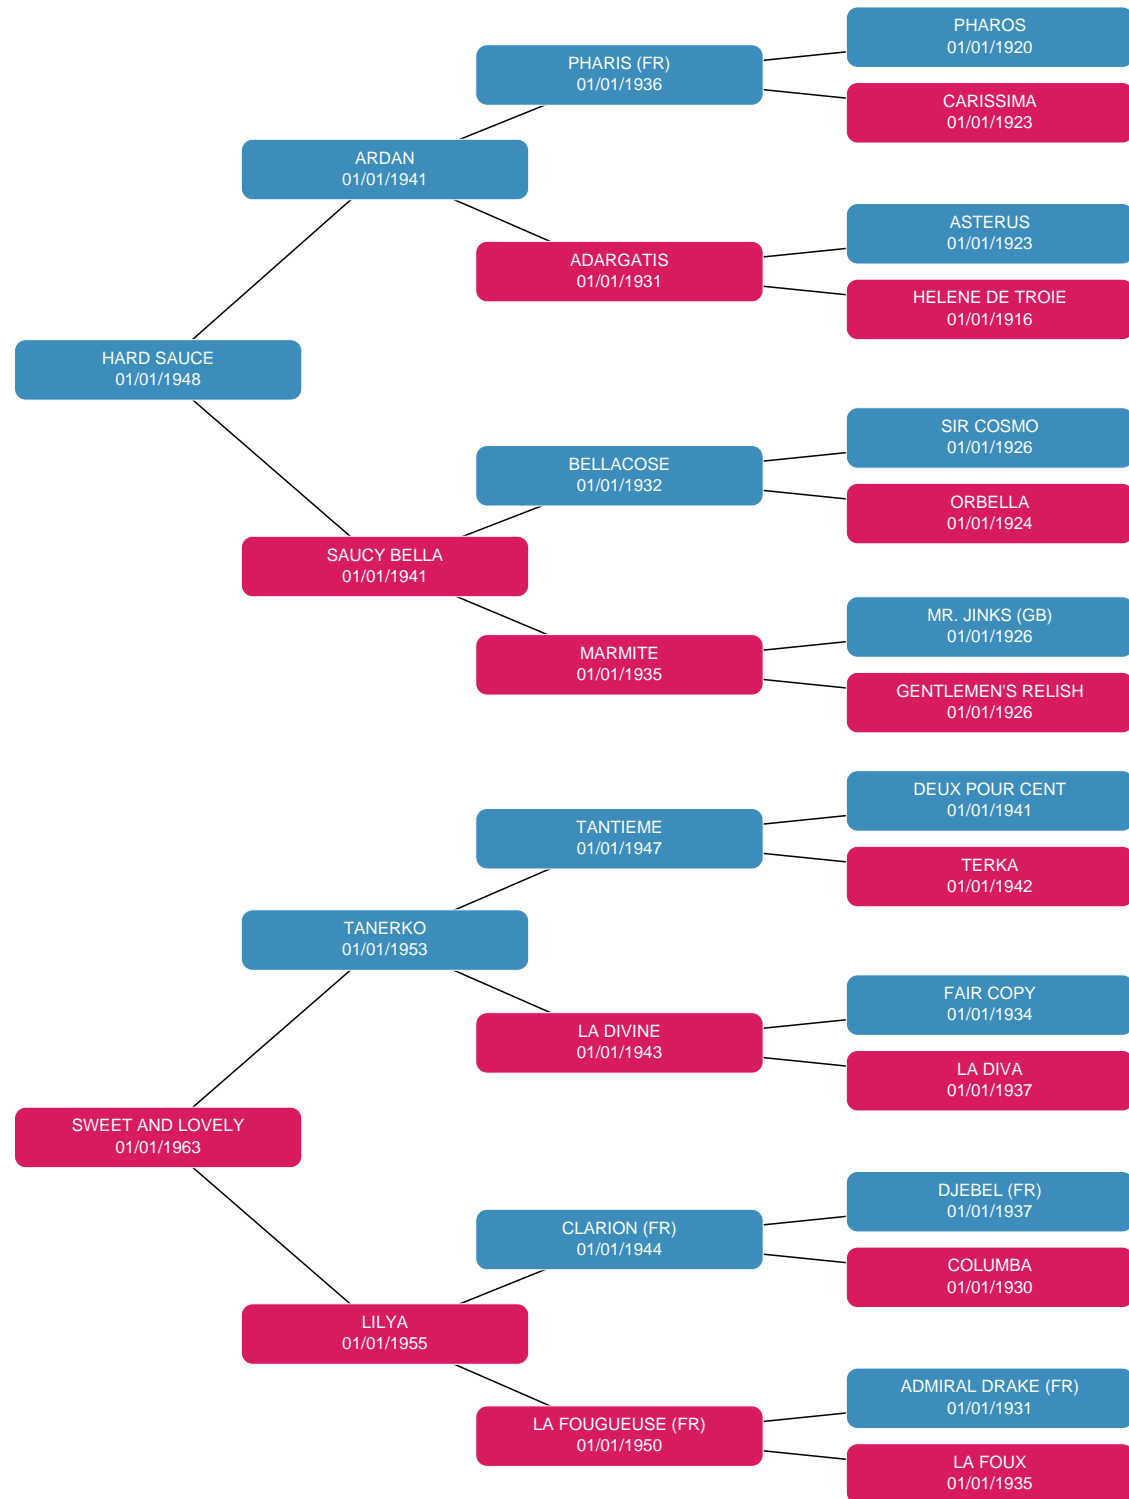 PHAROS
01/01/1920
PHARIS (FR)
01/01/1936
CARISSIMA
01/01/1923
ARDAN
01/01/1941
ASTERUS
01/01/1923
ADARGATIS
01/01/1931
HELENE DE TROIE
01/01/1916
HARD SAUCE
01/01/1948
SIR COSMO
01/01/1926
BELLACOSE
01/01/1932
ORBELLA
01/01/1924
SAUCY BELLA
01/01/1941
MR. JINKS (GB)
01/01/1926
MARMITE
01/01/1935
GENTLEMEN'S RELISH
01/01/1926
DEUX POUR CENT
01/01/1941
TANTIEME
01/01/1947
TERKA
01/01/1942
TANERKO
01/01/1953
FAIR COPY
01/01/1934
LA DIVINE
01/01/1943
LA DIVA
01/01/1937
SWEET AND LOVELY
01/01/1963
DJEBEL (FR)
01/01/1937
CLARION (FR)
01/01/1944
COLUMBA
01/01/1930
LILYA
01/01/1955
ADMIRAL DRAKE (FR)
01/01/1931
LA FOUGUEUSE (FR)
01/01/1950
LA FOUX
01/01/1935